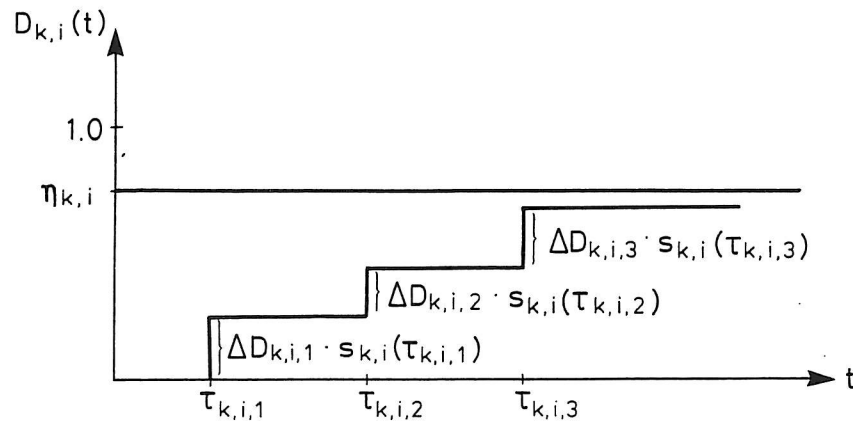 D_{k,i}(t)
1.0
η_{k,i}
ΔD_{k,i,3} · s_{k,i}(τ_{k,i,3})
ΔD_{k,i,2} · s_{k,i}(τ_{k,i,2})
ΔD_{k,i,1} · s_{k,i}(τ_{k,i,1})
t
τ_{k,i,1} τ_{k,i,2} τ_{k,i,3}